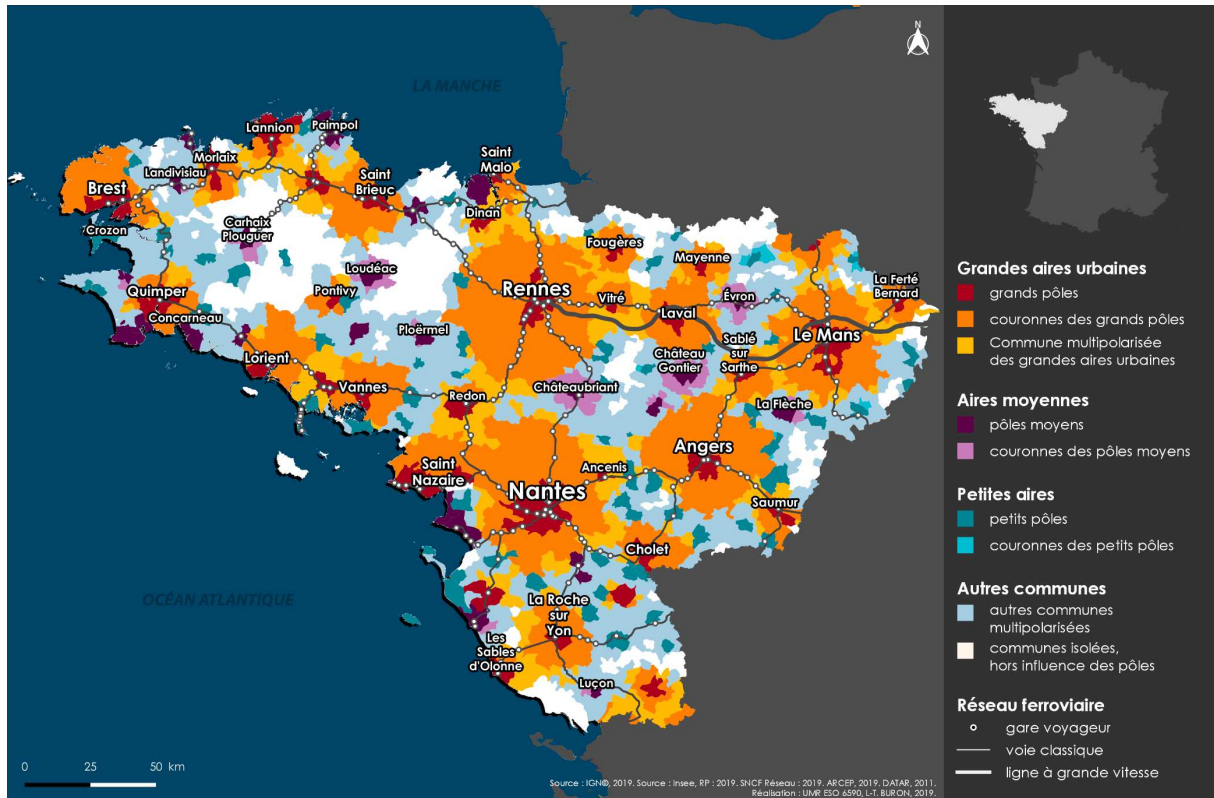 N
LA MANCHE
Lannion
Paimpol
Morlaix
Landivisiau
Brest
Saint
Brieuc
Saint
Malo
Dinan
Crozon
Carhaix
Plouguer
Loudéac
Fougères
Mayenne
La Ferté
Bernard
Quimper
Pontivy
Rennes
Vitré
Évron
Concarneau
Ploërmel
Laval
Le Mans
Sablé
sur
Sarthe
Lorient
Château
Gontier
Vannes
Châteaubriant
Redon
La Flèche
Saint
Nazaire
Ancenis
Angers
Nantes
Saumur
Cholet
OCÉAN ATLANTIQUE
La Roche
sur
Yon
Les
Sables
d'Olonne
Luçon
0 25 50 km
Source : IGN©, 2019. Source : Insee, RP : 2019. SNCF Réseau : 2019. ARCEP, 2019. DATAR, 2011.
Réalisation : UMR ESO 6590, L-T. BURON, 2019.
Grandes aires urbaines
grands pôles
couronnes des grands pôles
Commune multipolarisée
des grandes aires urbaines
Aires moyennes
pôles moyens
couronnes des pôles moyens
Petites aires
petits pôles
couronnes des petits pôles
Autres communes
autres communes
multipolarisées
communes isolées,
hors influence des pôles
Réseau ferroviaire
gare voyageur
voie classique
ligne à grande vitesse